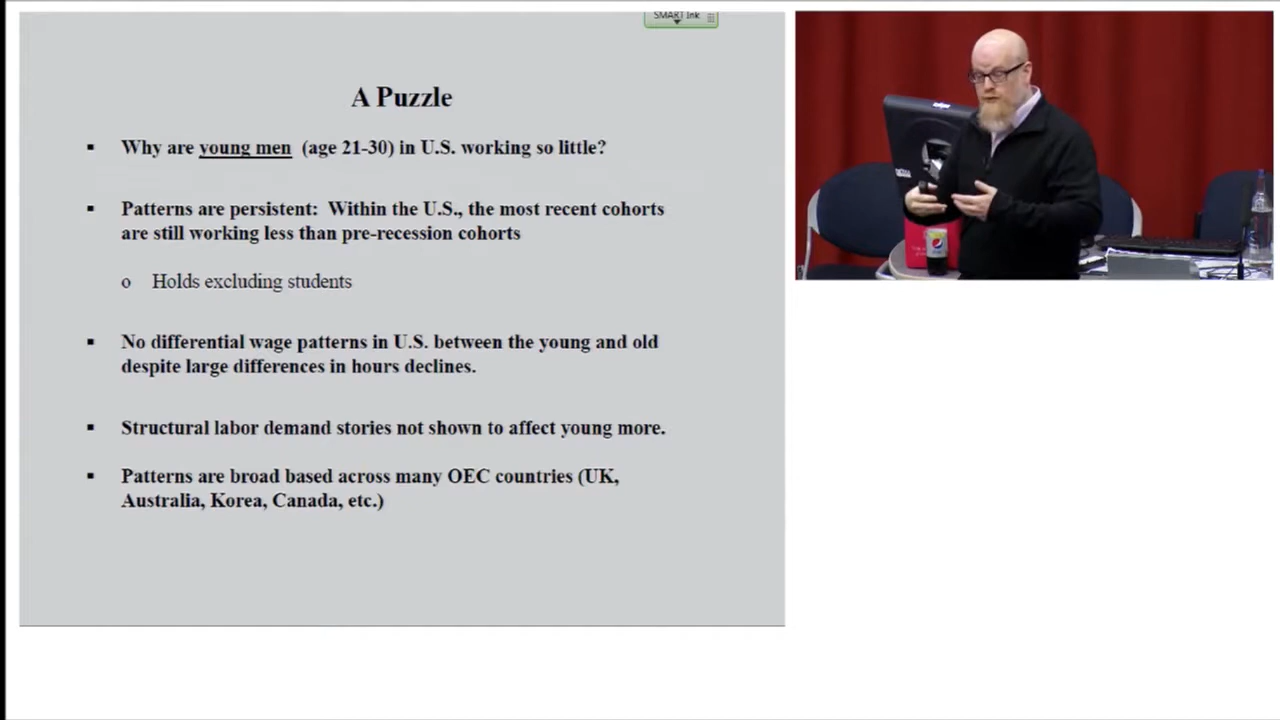 SMART Ink
A Puzzle
▪ Why are young men (age 21-30) in U.S. working so little?
▪ Patterns are persistent: Within the U.S., the most recent cohorts
are still working less than pre-recession cohorts
o Holds excluding students
▪ No differential wage patterns in U.S. between the young and old
despite large differences in hours declines.
▪ Structural labor demand stories not shown to affect young more.
▪ Patterns are broad based across many OEC countries (UK,
Australia, Korea, Canada, etc.)